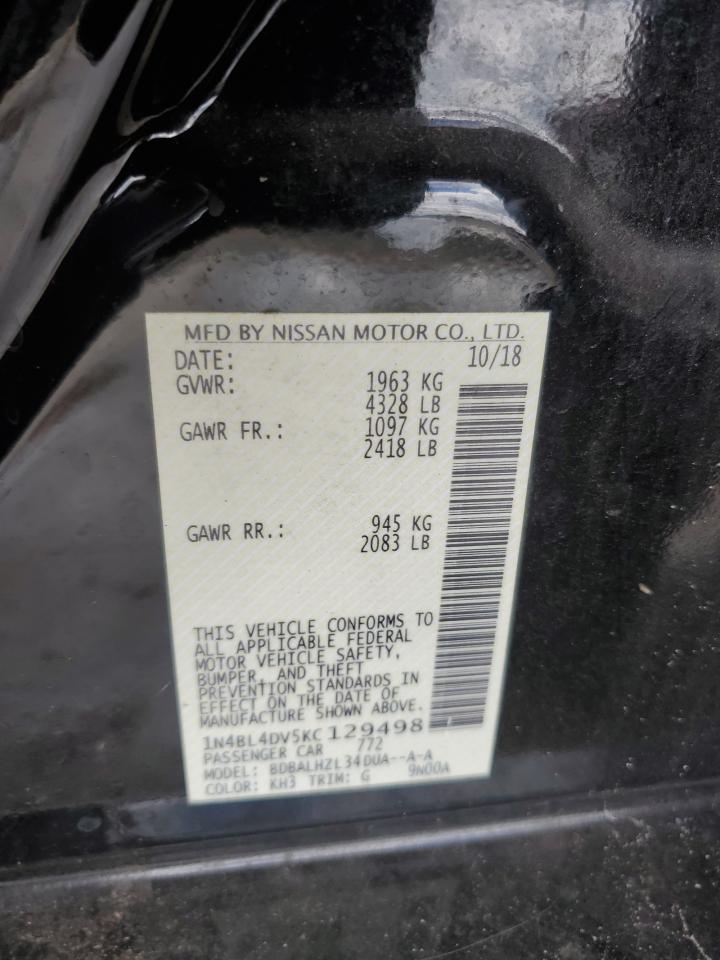 MFD BY NISSAN MOTOR CO., LTD.
DATE: 10/18
GVWR: 1963 KG
4328 LB
GAWR FR.: 1097 KG
2418 LB
GAWR RR.: 945 KG
2083 LB
THIS VEHICLE CONFORMS TO
ALL APPLICABLE FEDERAL
MOTOR VEHICLE SAFETY,
BUMPER, AND THEFT
PREVENTION STANDARDS IN
EFFECT ON THE DATE OF
MANUFACTURE SHOWN ABOVE.
1N4BL4DV5KC129498
PASSENGER CAR 772
MODEL: BDBALHZL34DUA--A-A
COLOR: KH3 TRIM: G 9N00A